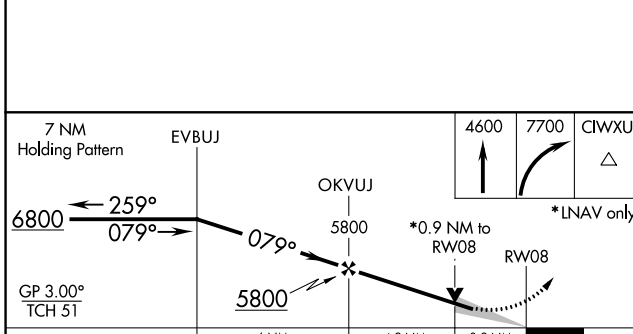 7 NM
Holding Pattern
EVBUJ
4600
7700
CIWXU
OKVUJ
*LNAV only
5800
259°
6800
079°
*0.9 NM to
RW08
079°
RW08
GP 3.00°
TCH 51
5800